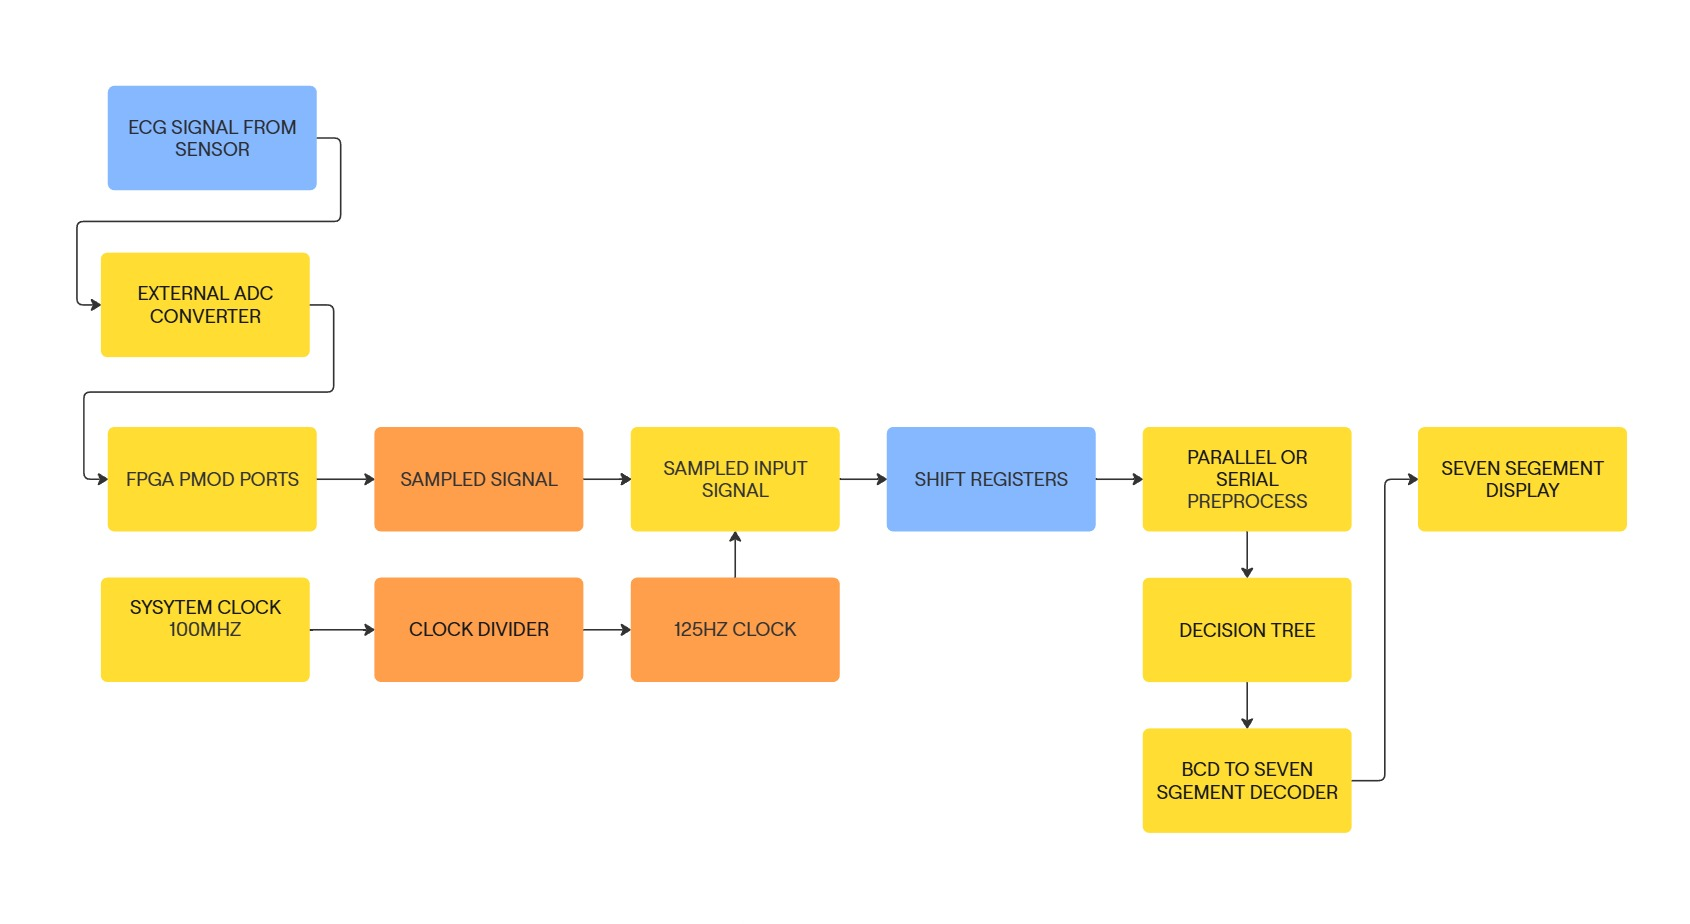 ECG SIGNAL FROM
SENSOR
EXTERNAL ADC
CONVERTER
FPGA PMOD PORTS
SAMPLED SIGNAL
SAMPLED INPUT
SIGNAL
SHIFT REGISTERS
PARALLEL OR
SERIAL
PREPROCESS
SEVEN SEGEMENT
DISPLAY
SYSYTEM CLOCK
100MHZ
CLOCK DIVIDER
125HZ CLOCK
DECISION TREE
BCD TO SEVEN
SGEMENT DECODER